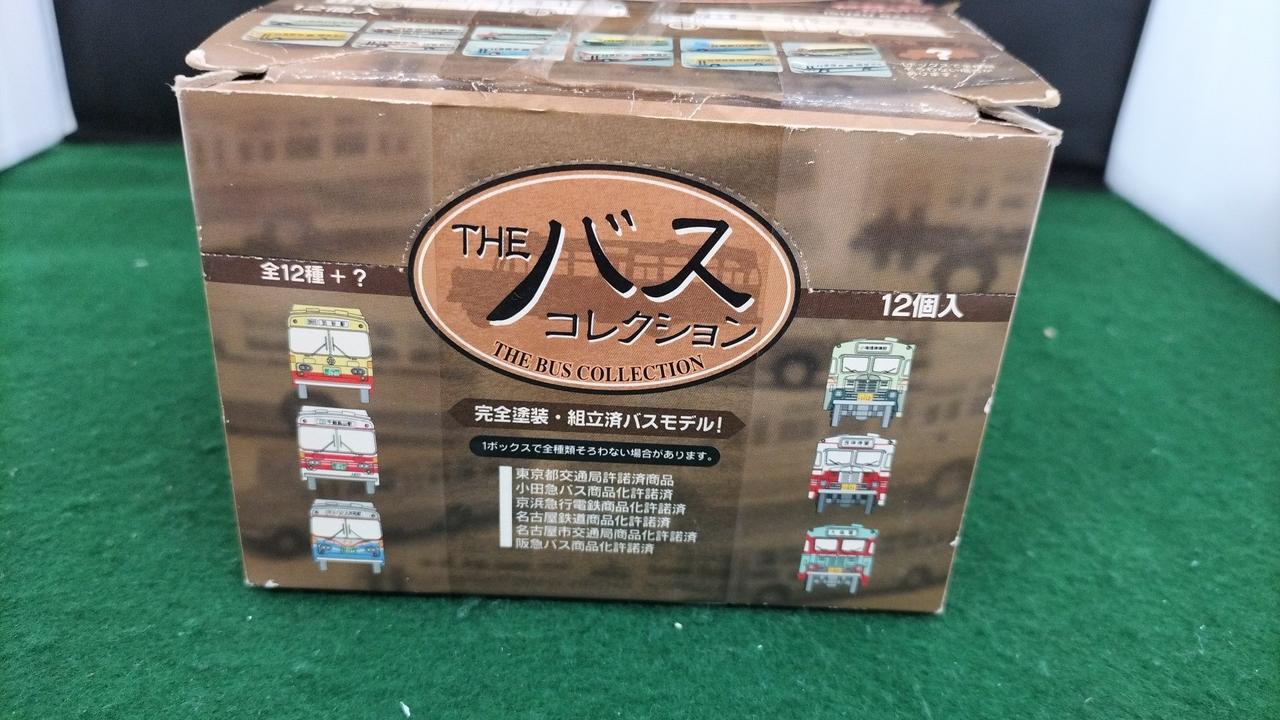 THE バス
コレクション
THE BUS COLLECTION
全12種 + ?
12個入
完全塗装・組立済バスモデル!
1ボックスで全種類そろわない場合があります。
東京都交通局許諾済商品
小田急バス商品化許諾済
京浜急行電鉄商品化許諾済
名古屋鉄道商品化許諾済
名古屋市交通局商品化許諾済
阪急バス商品化許諾済